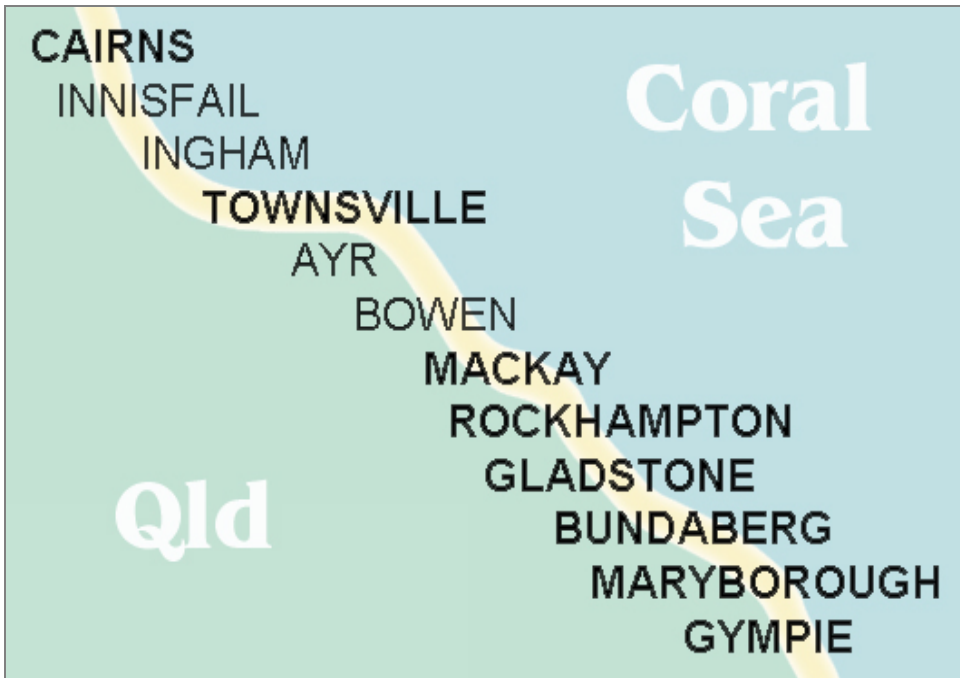 CAIRNS
INNISFAIL
INGHAM
TOWNSVILLE
AYR
BOWEN
MACKAY
ROCKHAMPTON
GLADSTONE
BUNDABERG
MARYBOROUGH
GYMPIE
Coral
Sea
Qld